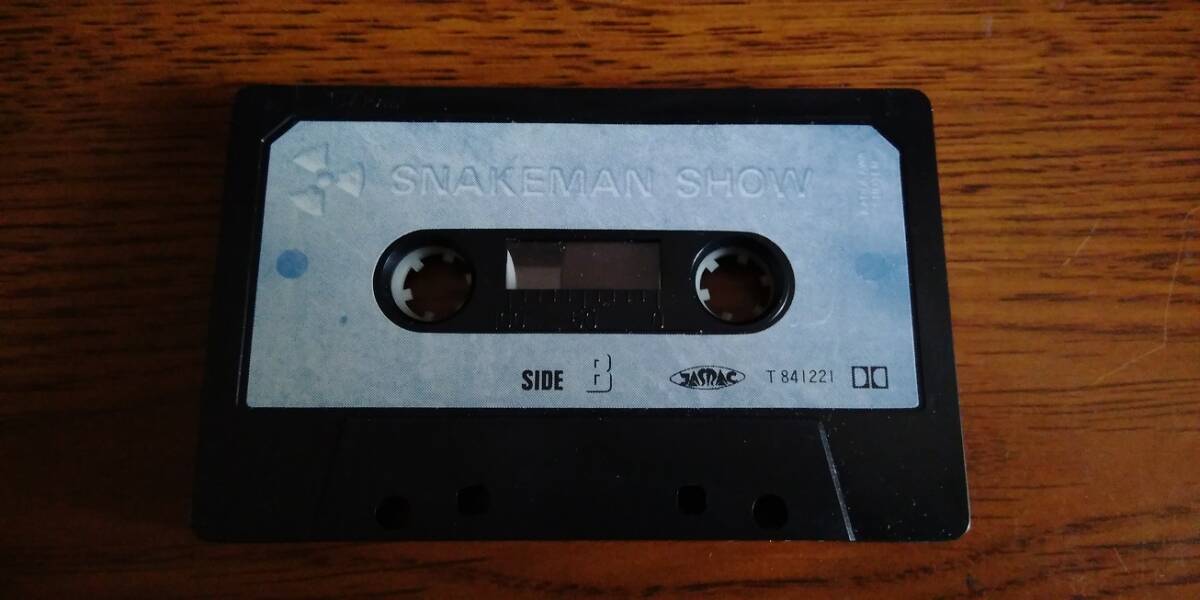 SNAKEMAN SHOW
SIDE B
JASRAC T 841221